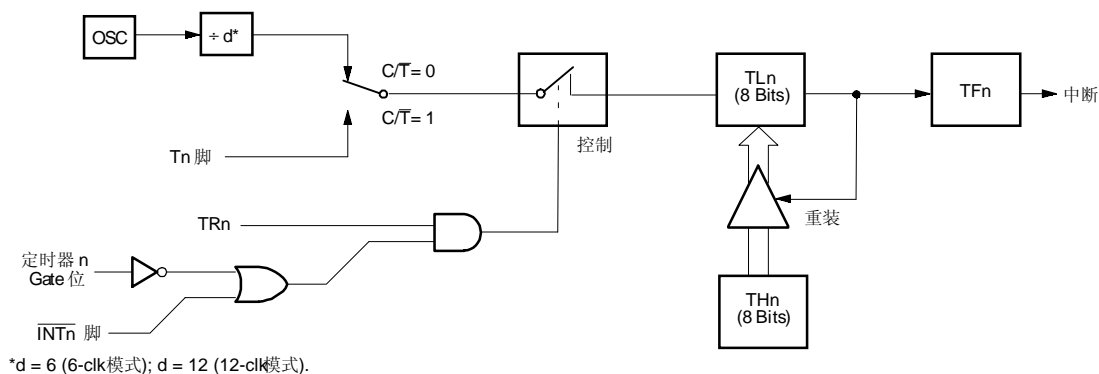 OSC
÷ d*
C/T̅= 0
C/T̅= 1
Tn 脚
控制
TLn
(8 Bits)
TFn
中断
重装
TRn
定时器 n
Gate 位
I̅N̅T̅n̅ 脚
THn
(8 Bits)
*d = 6 (6-clk模式); d = 12 (12-clk模式).